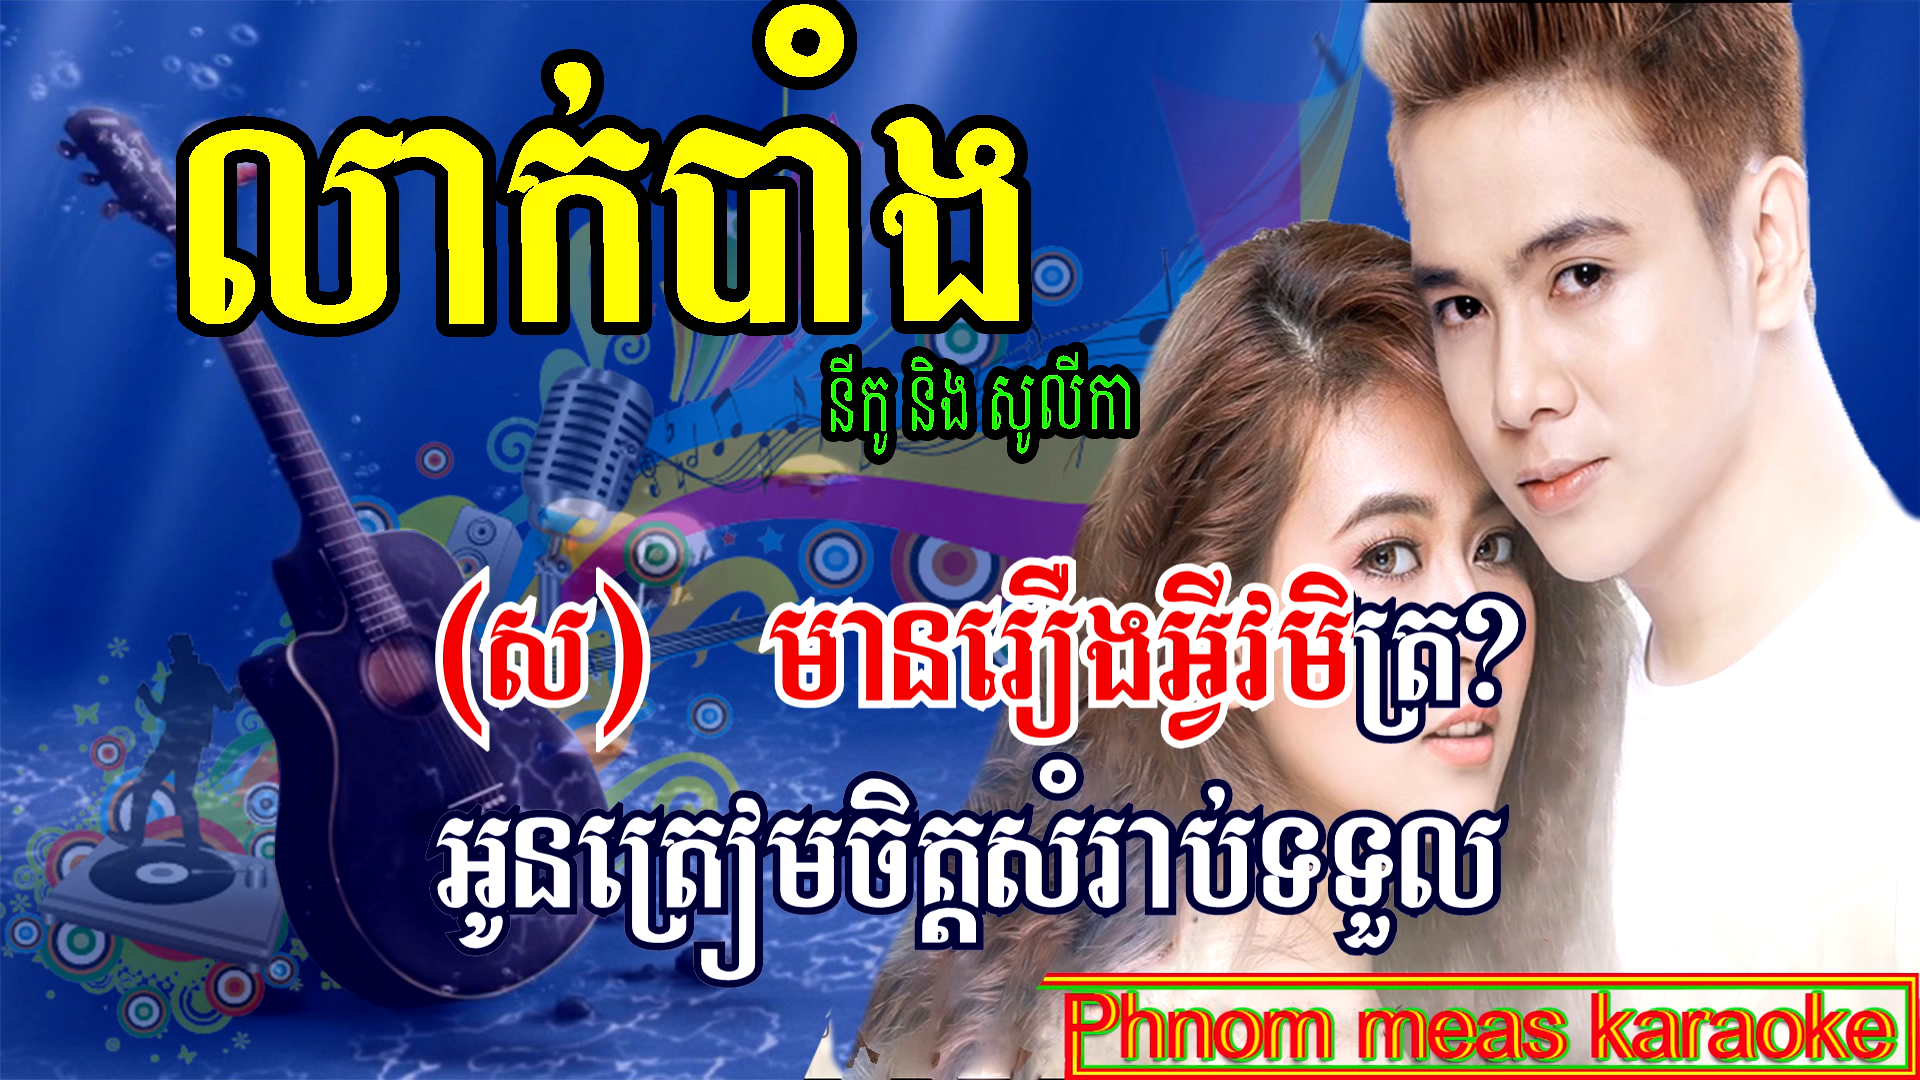 លាក់បាំង
នីកូ និង សូលីកា
(ស) មានរឿងអ្វីវមិត្រ?
អូនត្រៀមចិត្តសំរាប់ទទួល
Phnom meas karaoke